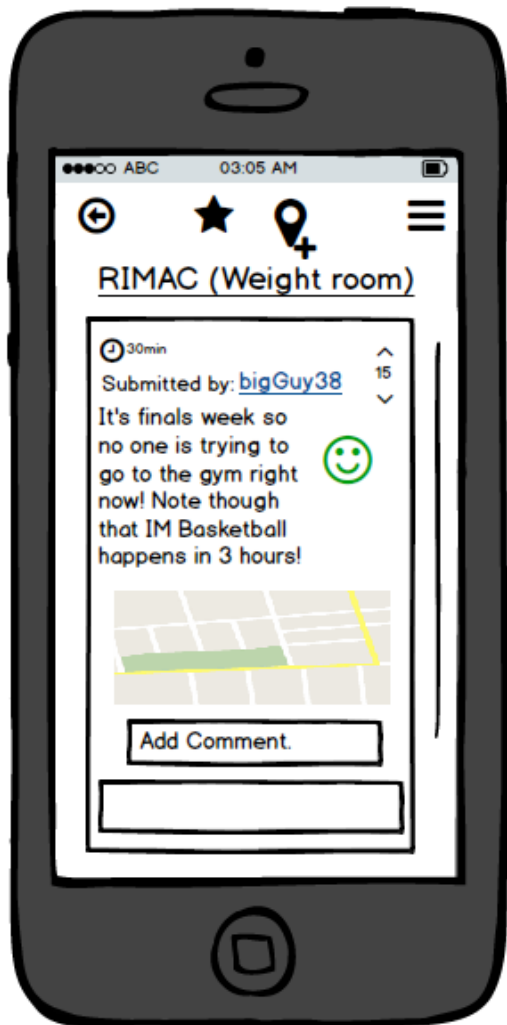 ABC 03:05 AM
RIMAC (Weight room)
30min
15
Submitted by: bigGuy38
It's finals week so
no one is trying to
go to the gym right
now! Note though
that IM Basketball
happens in 3 hours!
Add Comment.